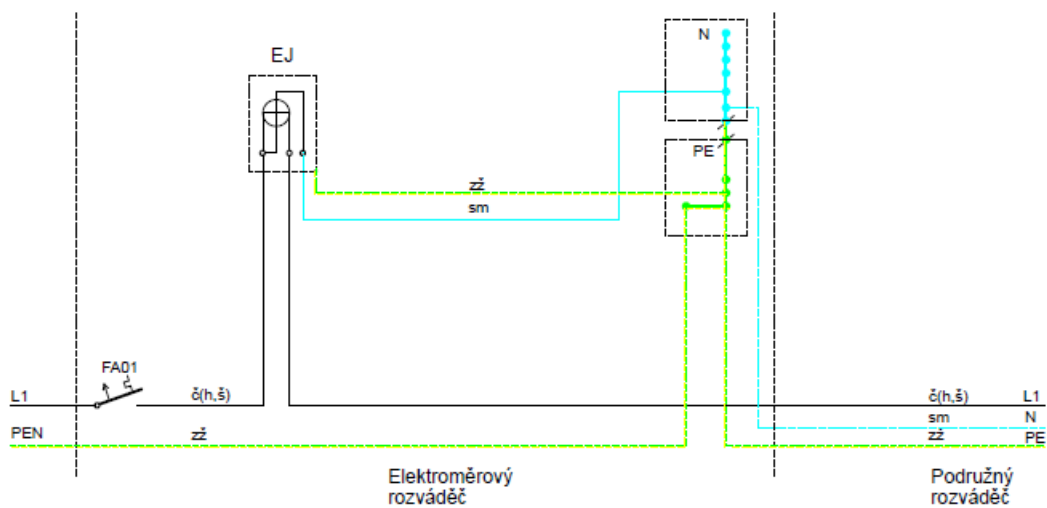 N
EJ
PE
zž
sm
FA01
L1
č(h,š)
č(h,š)
L1
sm
N
PEN
zž
zž
PE
Elektroměrový
rozváděč
Podružný
rozváděč